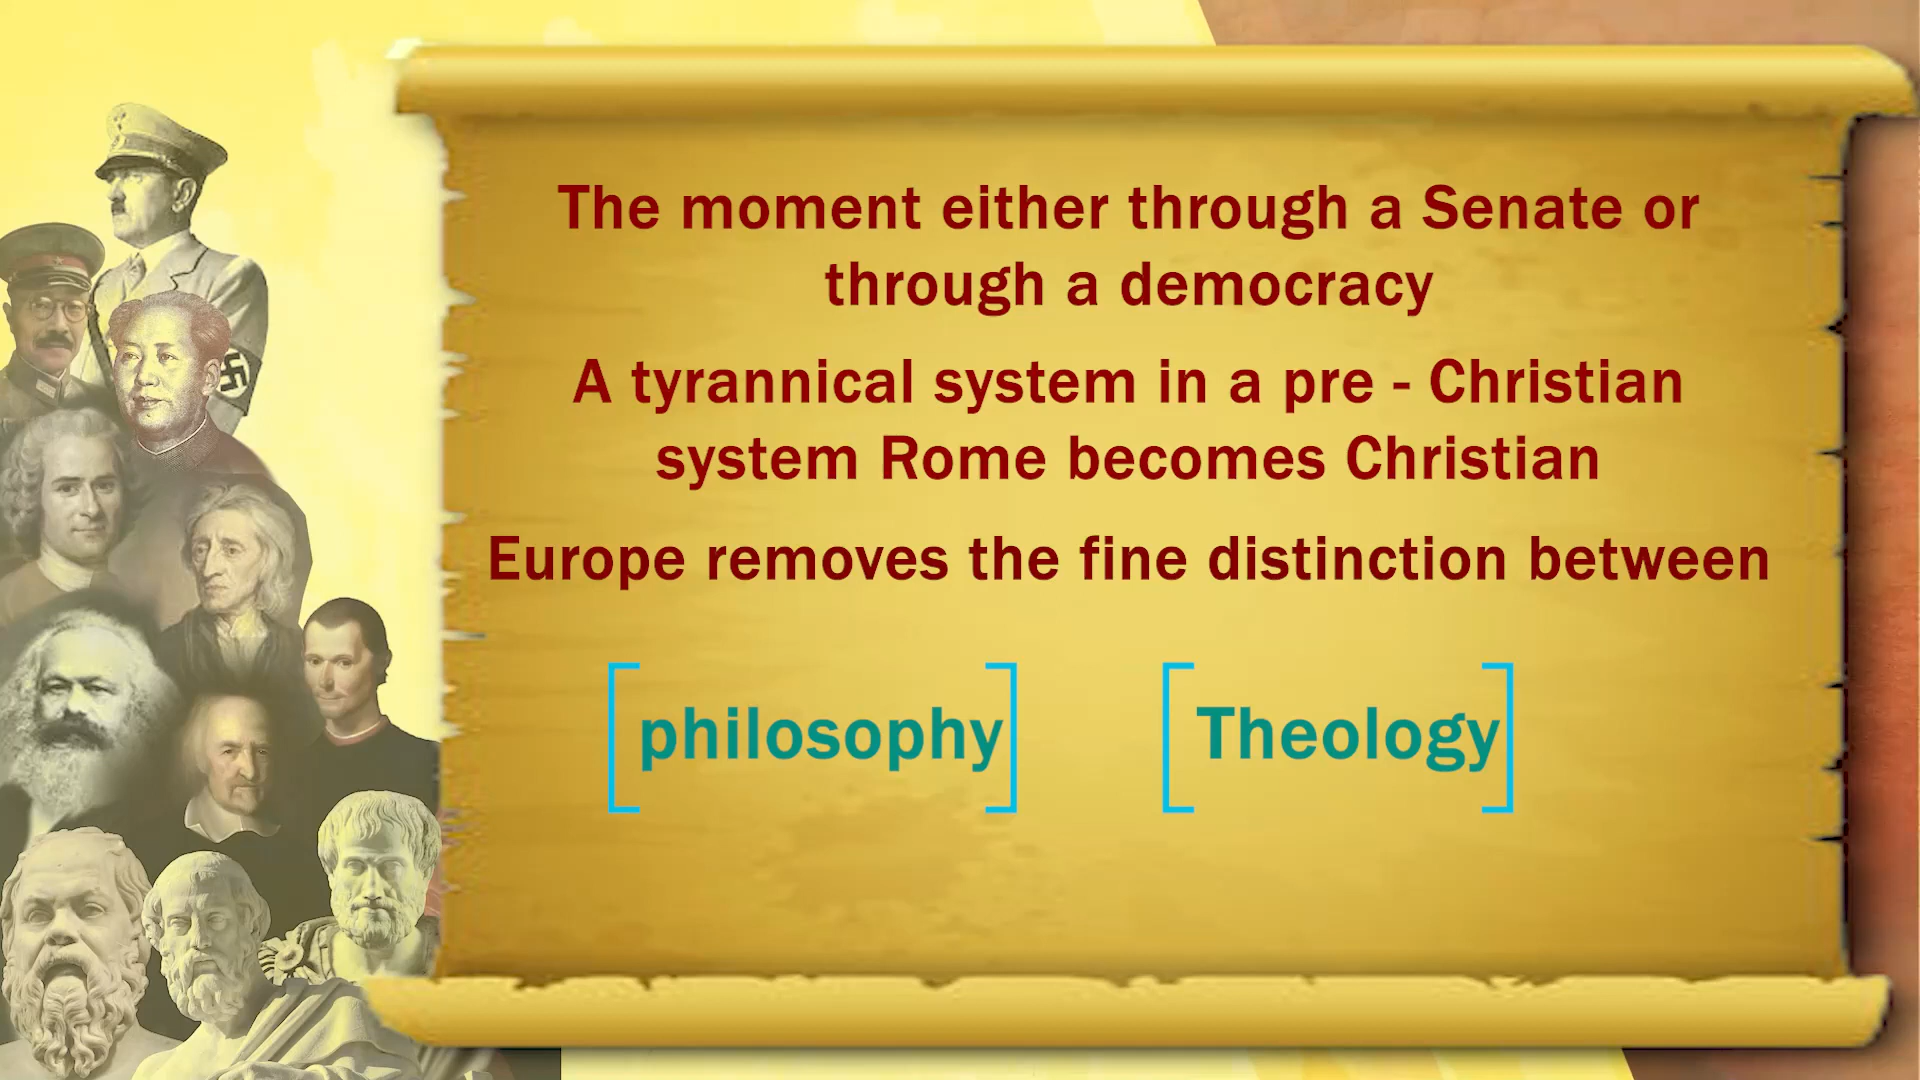 The moment either through a Senate or
through a democracy
A tyrannical system in a pre - Christian
system Rome becomes Christian
Europe removes the fine distinction between
[ philosophy ] [ Theology ]